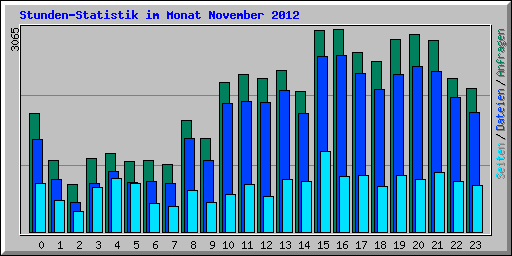 Stunden-Statistik im Monat November 2012
3065
Seiten / Dateien / Anfragen
0 1 2 3 4 5 6 7 8 9 10 11 12 13 14 15 16 17 18 19 20 21 22 23